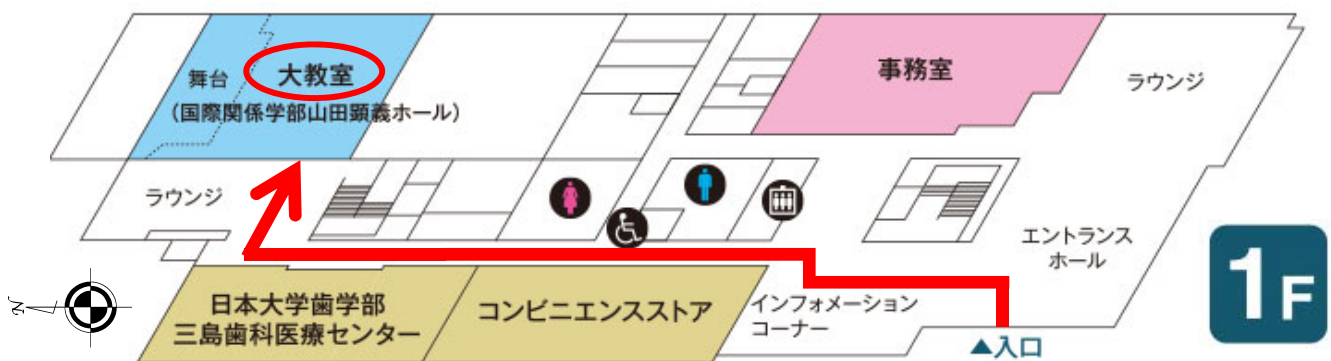 舞台
大教室
（国際関係学部山田顕義ホール）
事務室
ラウンジ
ラウンジ
エントランス
ホール
1F
N
日本大学歯学部
三島歯科医療センター
コンビニエンスストア
インフォメーション
コーナー
▲入口